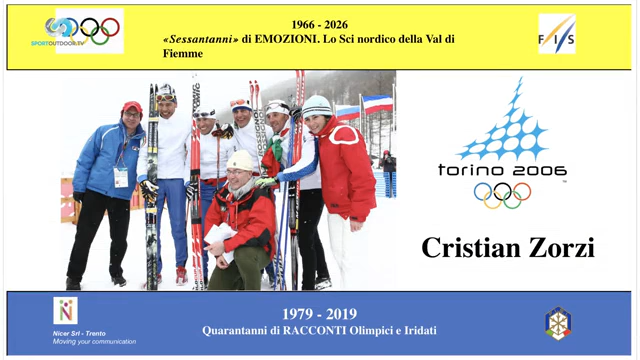 1966 - 2026
«Sessantanni» di EMOZIONI. Lo Sci nordico della Val di
Fiemme
SPORTOUTDOOR.TV
FIS
torino 2006
TM
Cristian Zorzi
1979 - 2019
Quarantanni di RACCONTI Olimpici e Iridati
N
Nicer Srl - Trento
Moving your communication